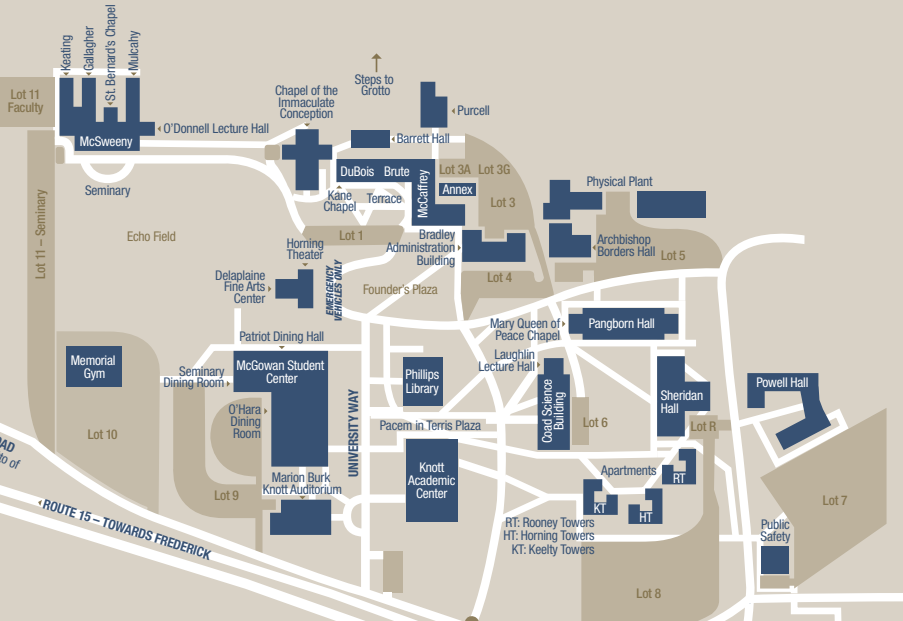 Keating
Gallagher
St. Bernard's Chapel
Mulcahy
Lot 11
Faculty
McSweeny
O'Donnell Lecture Hall
Seminary
Lot 11 – Seminary
Echo Field
Steps to
Grotto
Chapel of the
Immaculate
Conception
Purcell
Barrett Hall
DuBois
Brute
McCaffrey
Annex
Lot 3A
Lot 3G
Lot 3
Kane
Chapel
Terrace
Lot 1
Bradley
Administration
Building
Lot 4
Physical Plant
Archbishop
Borders Hall
Lot 5
Horning
Theater
Delaplaine
Fine Arts
Center
EMERGENCY
VEHICLES ONLY
Founder's Plaza
Mary Queen of
Peace Chapel
Pangborn Hall
Laughlin
Lecture Hall
Coad Science
Building
Lot 6
Sheridan
Hall
Lot R
Powell Hall
Patriot Dining Hall
McGowan Student
Center
Seminary
Dining Room
O'Hara
Dining
Room
Memorial
Gym
Lot 10
Lot 9
Marion Burk
Knott Auditorium
UNIVERSITY WAY
Phillips
Library
Pacem in Terris Plaza
Knott
Academic
Center
Apartments
RT
KT
HT
RT: Rooney Towers
HT: Horning Towers
KT: Keelty Towers
Lot 7
Public
Safety
Lot 8
ROUTE 15 – TOWARDS FREDERICK